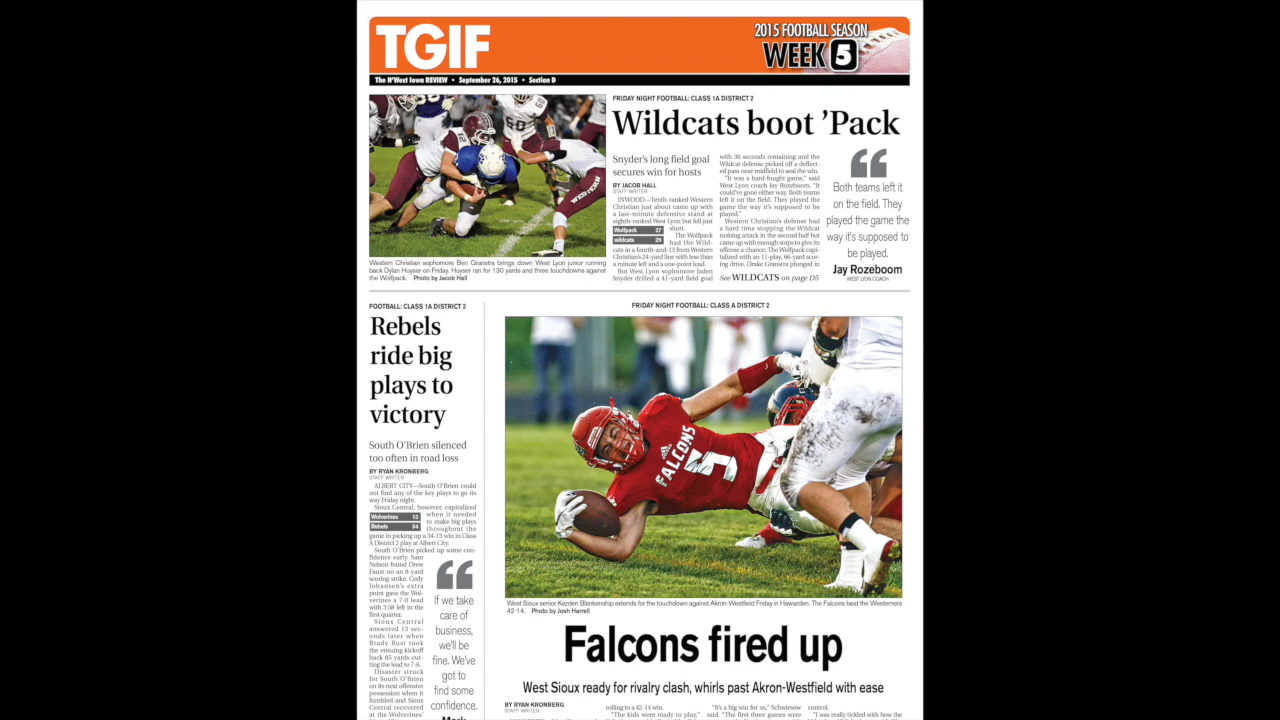 TGIF
2015 FOOTBALL SEASON
WEEK 5
The N'West Iowa REVIEW • September 26, 2015 • Section D
60
12
WESTERN
Western Christian sophomore Ben Granstra brings down West Lyon junior running
back Dylan Huyser on Friday. Huyser ran for 130 yards and three touchdowns against
the Wolfpack. Photo by Jacob Hall
FRIDAY NIGHT FOOTBALL: CLASS 1A DISTRICT 2
Wildcats boot 'Pack
Snyder's long field goal
secures win for hosts
BY JACOB HALL
STAFF WRITER
INWOOD—Tenth-ranked Western
Christian just about came up with
a last-minute defensive stand at
eighth-ranked West Lyon but fell just
short.
Wolfpack 27
wildcats 29
The Wolfpack
had the Wild-
cats in a fourth-and-13 from Western
Christian's 24-yard line with less than
a minute left and a one-point lead.
But West Lyon sophomore Jaden
Snyder drilled a 41-yard field goal
with 36 seconds remaining and the
Wildcat defense picked off a deflect-
ed pass near midfield to seal the win.
"It was a hard-fought game," said
West Lyon coach Jay Rozeboom. "It
could've gone either way. Both teams
left it on the field. They played the
game the way it's supposed to be
played."
Western Christian's defense had
a hard time stopping the Wildcat
rushing attack in the second half but
came up with enough stops to give its
offense a chance. The Wolfpack capi-
talized with an 11-play, 66-yard scor-
ing drive. Drake Granstra plunged in
See WILDCATS on page D5
“
Both teams left it
on the field. They
played the game the
way it's supposed to
be played.
Jay Rozeboom
WEST LYON COACH
FOOTBALL: CLASS 1A DISTRICT 2
Rebels
ride big
plays to
victory
South O'Brien silenced
too often in road loss
BY RYAN KRONBERG
STAFF WRITER
ALBERT CITY—South O'Brien could
not find any of the key plays to go its
way Friday night.
Sioux Central, however, capitalized
Wolverines 13
Rebels 34
when it needed
to make big plays
throughout the
game in picking up a 34-13 win in Class
A District 2 play at Albert City.
South O'Brien picked up some con-
fidence early. Sam
Nelson found Drew
Faust on an 8-yard
scoring strike. Cody
Johansen's extra
point gave the Wol-
verines a 7-0 lead
with 3:58 left in the
first quarter.
Sioux Central
answered 13 sec-
onds later when
Brady Rust took
the ensuing kickoff
back 85 yards cut-
ting the lead to 7-6.
Disaster struck
for South O'Brien
on its next offensive
possession when it
fumbled and Sioux
Central recovered
at the Wolverines'
“
If we take
care of
business,
we'll be
fine. We've
got to
find some
confidence.
FRIDAY NIGHT FOOTBALL: CLASS A DISTRICT 2
FALCONS
5
West Sioux senior Kezden Blankenship extends for the touchdown against Akron-Westfield Friday in Hawarden. The Falcons beat the Westerners
42-14. Photo by Josh Harrell
Falcons fired up
West Sioux ready for rivalry clash, whirls past Akron-Westfield with ease
BY RYAN KRONBERG
STAFF WRITER
rolling to a 42-14 win.
"The kids were ready to play,"
"It's a big win for us," Schwiesow
said. "The first three games were
control.
"I was really tickled with how the